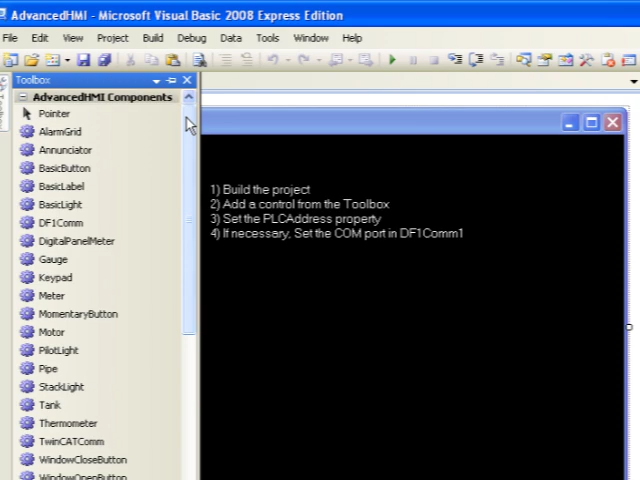 AdvancedHMI - Microsoft Visual Basic 2008 Express Edition
File Edit View Project Build Debug Data Tools Window Help
Toolbox
AdvancedHMI Components
Pointer
AlarmGrid
Annunciator
BasicButton
BasicLabel
BasicLight
DF1Comm
DigitalPanelMeter
Gauge
Keypad
Meter
MomentaryButton
Motor
PilotLight
Pipe
StackLight
Tank
Thermometer
TwinCATComm
WindowCloseButton
WindowOpenButton
1) Build the project
2) Add a control from the Toolbox
3) Set the PLCAddress property
4) If necessary, Set the COM port in DF1Comm1